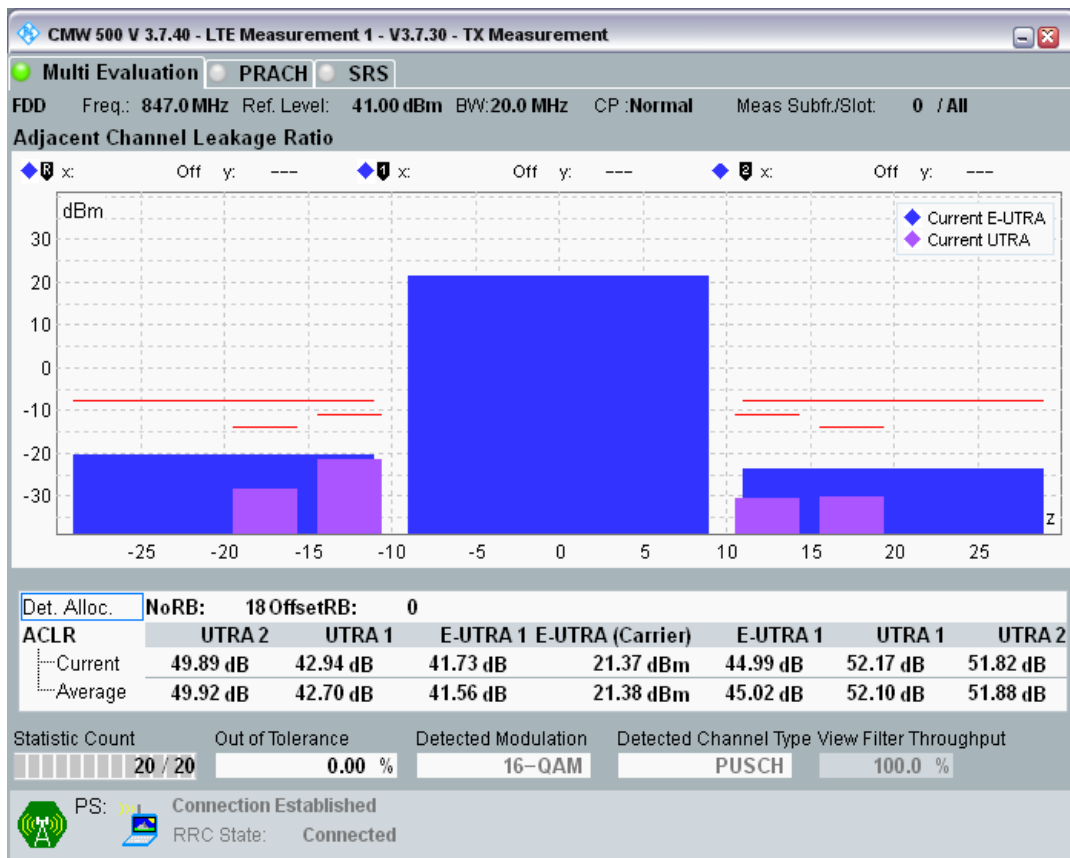 CMW 500 V 3.7.40 - LTE Measurement 1 - V3.7.30 - TX Measurement
Multi Evaluation PRACH SRS
FDD Freq.: 847.0 MHz Ref. Level: 41.00 dBm BW:20.0 MHz CP :Normal Meas Subfr./Slot: 0 / All
Adjacent Channel Leakage Ratio
R x: Off y: --- 1 x: Off y: --- 2 x: Off y: ---
dBm
Current E-UTRA
Current UTRA
30
20
10
0
-10
-20
-30
z
-25 -20 -15 -10 -5 0 5 10 15 20 25
Det. Alloc. NoRB: 18 OffsetRB: 0
ACLR UTRA 2 UTRA 1 E-UTRA 1 E-UTRA (Carrier) E-UTRA 1 UTRA 1 UTRA 2
Current 49.89 dB 42.94 dB 41.73 dB 21.37 dBm 44.99 dB 52.17 dB 51.82 dB
Average 49.92 dB 42.70 dB 41.56 dB 21.38 dBm 45.02 dB 52.10 dB 51.88 dB
Statistic Count Out of Tolerance Detected Modulation Detected Channel Type View Filter Throughput
20 / 20 0.00 % 16-QAM PUSCH 100.0 %
PS: Connection Established
RRC State: Connected